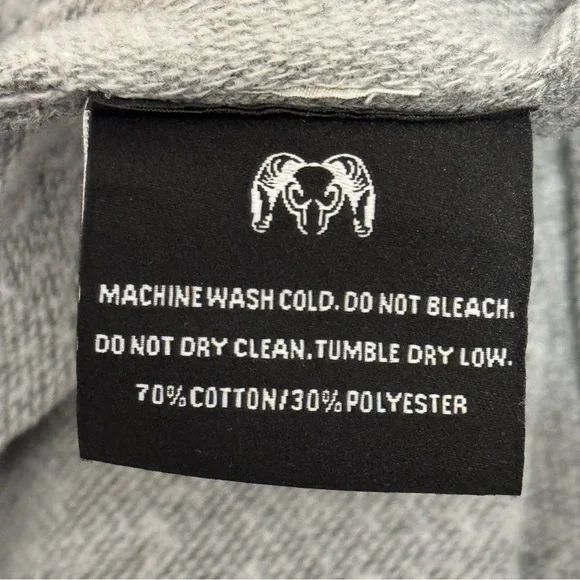 MACHINE WASH COLD. DO NOT BLEACH.
DO NOT DRY CLEAN. TUMBLE DRY LOW.
70% COTTON/30% POLYESTER